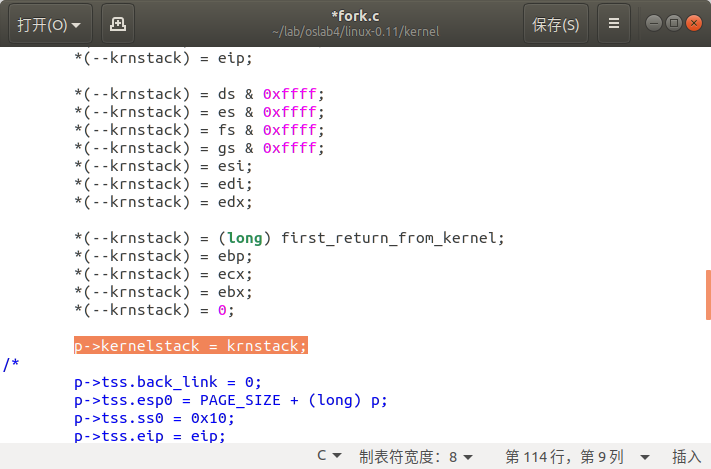 打开(O)
*fork.c
~/lab/oslab4/linux-0.11/kernel
保存(S)
*(--krnstack) = eip;
*(--krnstack) = ds & 0xffff;
*(--krnstack) = es & 0xffff;
*(--krnstack) = fs & 0xffff;
*(--krnstack) = gs & 0xffff;
*(--krnstack) = esi;
*(--krnstack) = edi;
*(--krnstack) = edx;
*(--krnstack) = (long) first_return_from_kernel;
*(--krnstack) = ebp;
*(--krnstack) = ecx;
*(--krnstack) = ebx;
*(--krnstack) = 0;
p->kernelstack = krnstack;
/*
p->tss.back_link = 0;
p->tss.esp0 = PAGE_SIZE + (long) p;
p->tss.ss0 = 0x10;
p->tss.eip = eip;
C 制表符宽度：8 第 114 行，第 9 列 插入